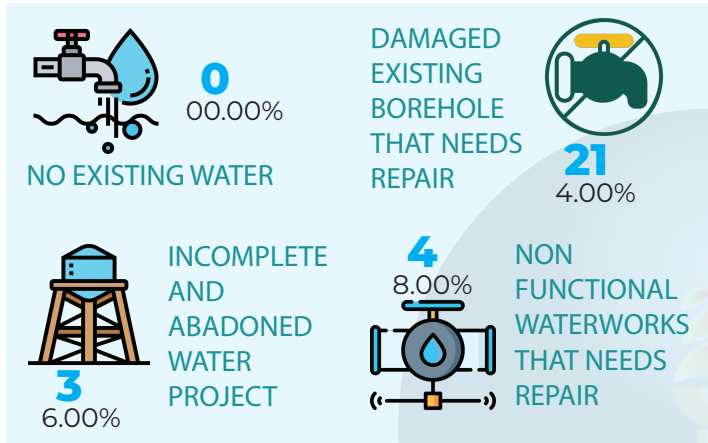 0
00.00%
NO EXISTING WATER
DAMAGED
EXISTING
BOREHOLE
THAT NEEDS
REPAIR
21
4.00%
INCOMPLETE
AND
ABADONED
WATER
PROJECT
3
6.00%
4
8.00%
NON
FUNCTIONAL
WATERWORKS
THAT NEEDS
REPAIR